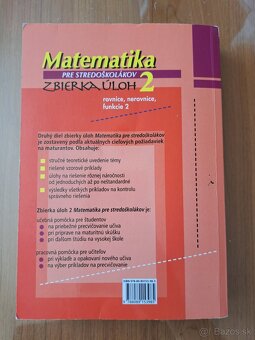 Matematika
PRE STREDOŠKOLÁKOV
ZBIERKA ÚLOH 2
rovnice, nerovnice,
funkcie 2
Druhý diel zbierky úloh Matematika pre stredoškolákov
je zostavený podľa aktuálnych cieľových požiadaviek
na maturantov. Obsahuje:
stručné teoretické uvedenie témy
riešené vzorové príklady
úlohy na riešenie rôznej náročnosti
od jednoduchých až po neštandardné
výsledky všetkých príkladov na kontrolu
správneho riešenia
Zbierka úloh 2 Matematika pre stredoškolákov je:
učebná pomôcka pre študentov
na priebežné precvičovanie učiva
pri príprave na maturitnú skúšku
pri ďalšom štúdiu na vysokej škole
pracovná pomôcka pre učiteľov
pri výklade a opakovaní nového učiva
na výber príkladov na precvičenie
bazos.sk